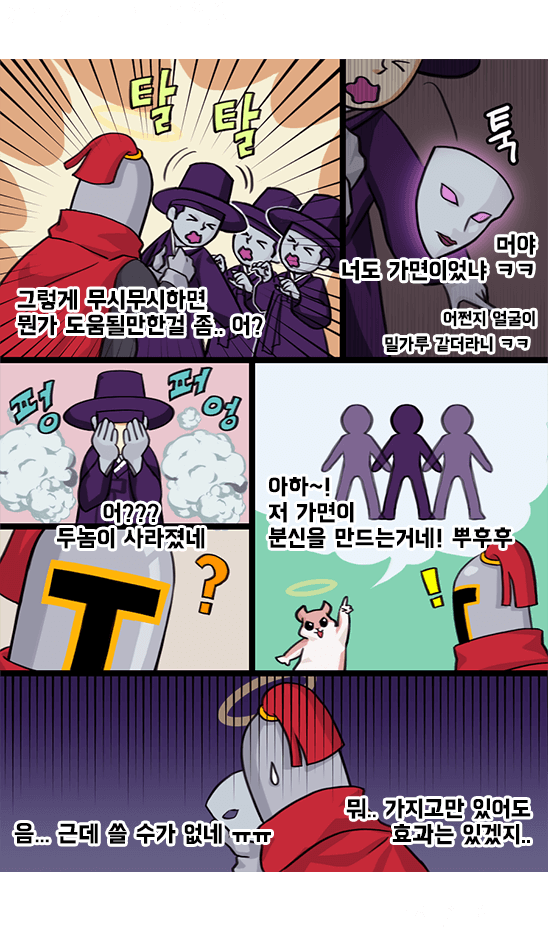 탈
탈
그렇게 무시무시하면
뭔가 도움될만한걸 좀.. 어?
툭
머야
너도 가면이었냐 ㅋㅋ
어쩐지 얼굴이
밀가루 같더라니 ㅋㅋ
펑
퍼엉
어???
두놈이 사라졌네
아하~!
저 가면이
분신을 만드는거네! 뿌후후
T
?
!
음... 근데 쓸 수가 없네 ㅠㅠ
뭐.. 가지고만 있어도
효과는 있겠지..